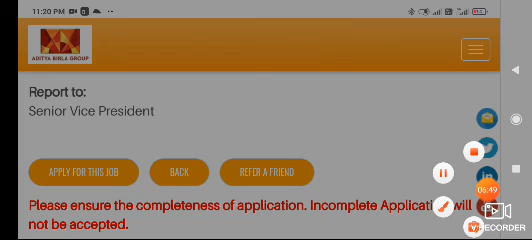 11:20 PM
ADITYA BIRLA GROUP
Report to:
Senior Vice President
APPLY FOR THIS JOB
BACK
REFER A FRIEND
06:49
RECORDER
Please ensure the completeness of application. Incomplete Application will
not be accepted.